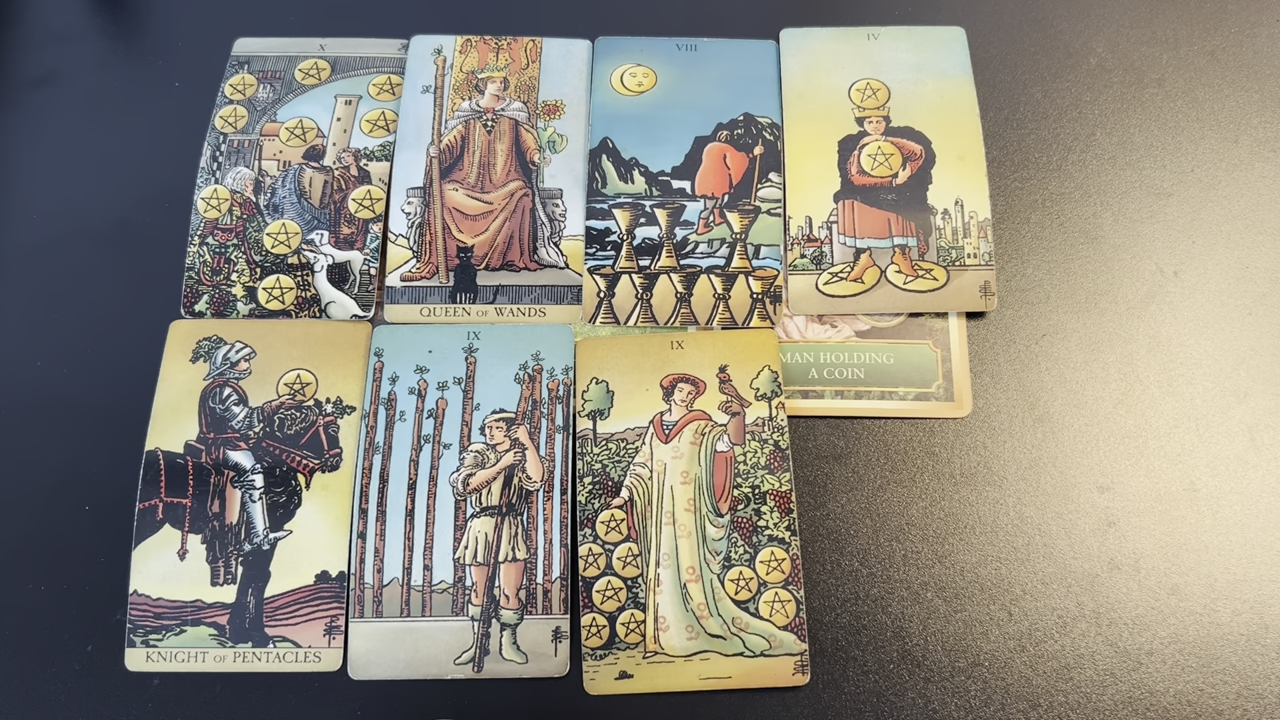 X
QUEEN OF WANDS
VIII
IV
MAN HOLDING
A COIN
KNIGHT OF PENTACLES
IX
IX